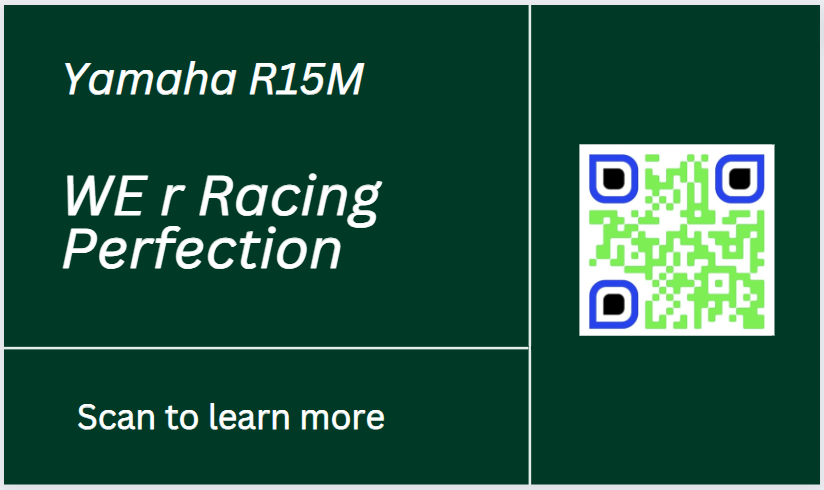 Yamaha R15M
WE r Racing
Perfection
Scan to learn more